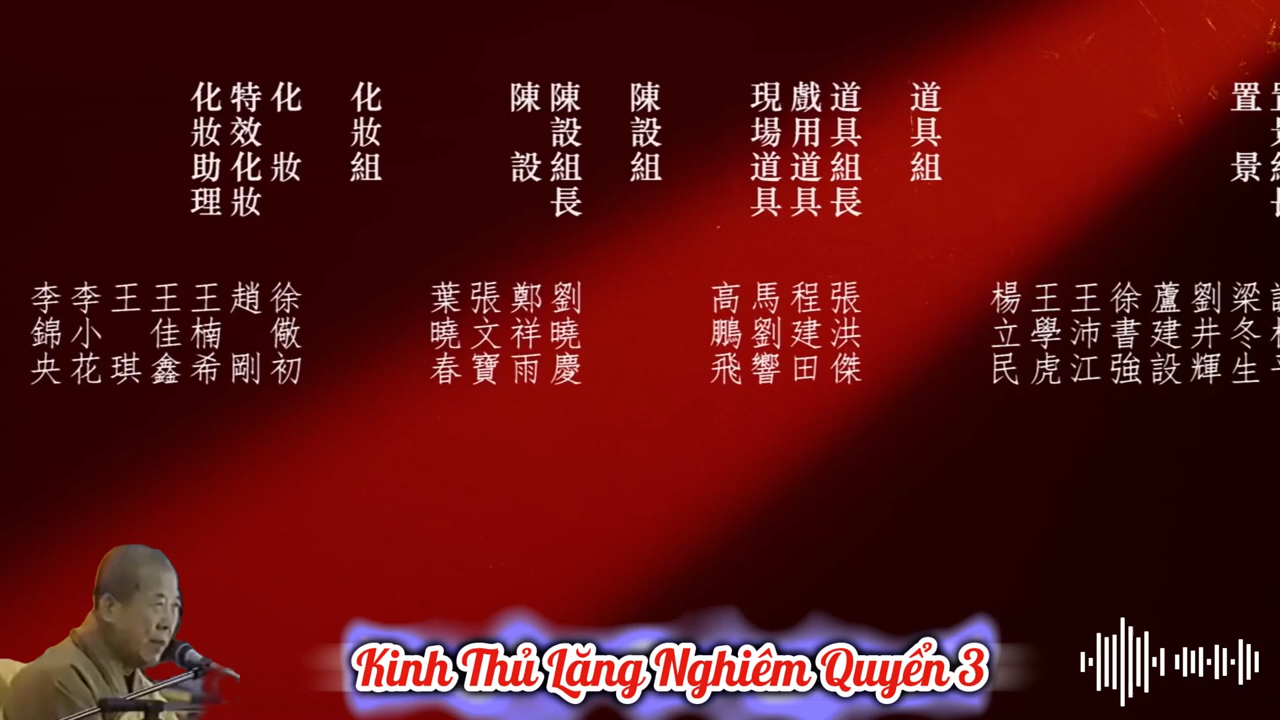 置景
梁冬生
劉井輝
蘆建設
徐書強
王沛江
王學虎
楊立民
道具組
道具組長
張洪傑
戲用道具
程建田
現場道具
馬劉響
高鵬飛
陳設組
陳設組長
劉曉慶
陳設
鄭祥雨
張文寶
葉曉春
化妝組
化妝
徐儆初
特效化妝
趙剛
化妝助理
王楠希
王佳鑫
王琪
李小花
李錦央
Kinh Thủ Lăng Nghiêm Quyển 3